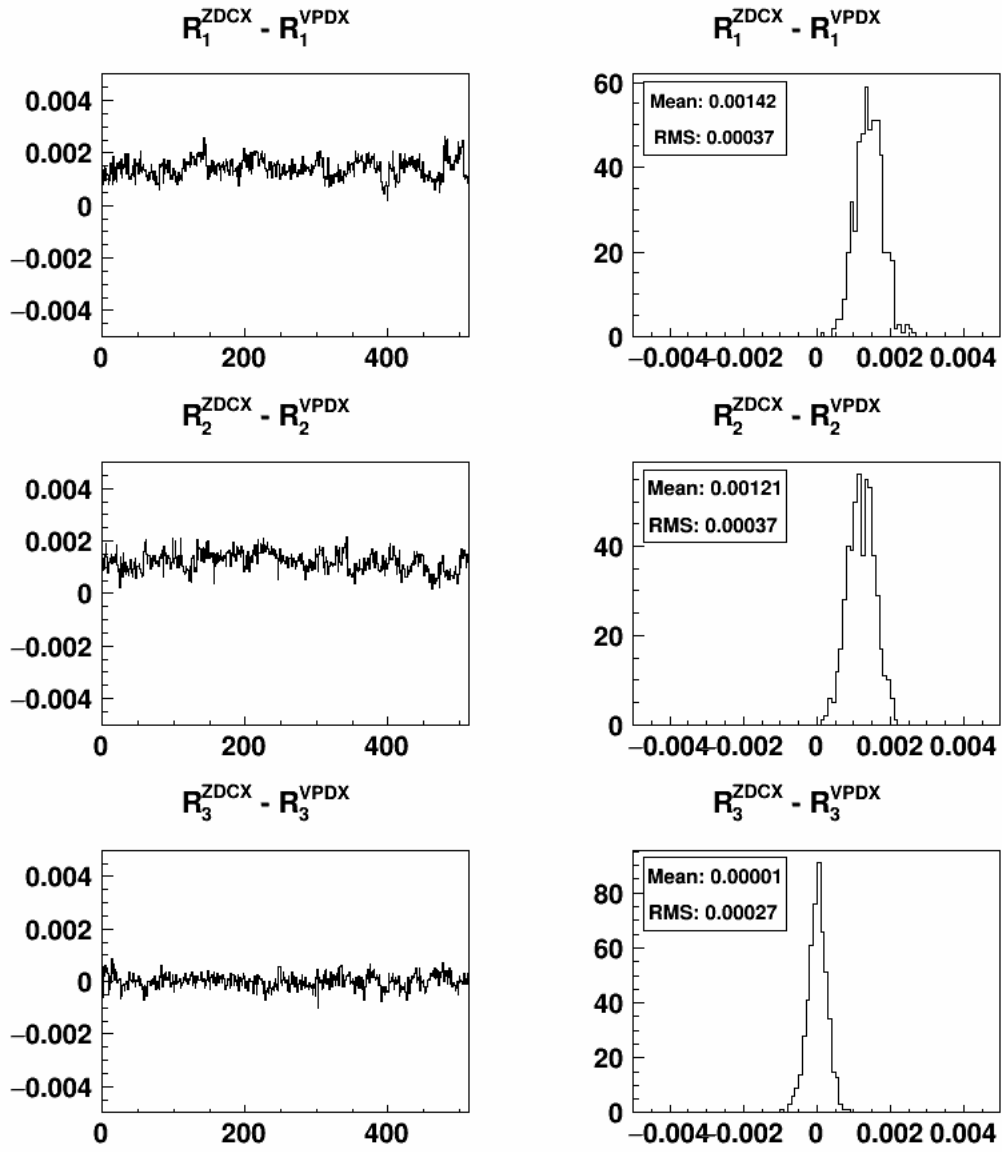 R₁^ZDCX - R₁^VPDX
R₁^ZDCX - R₁^VPDX
0.004
0.002
0
−0.002
−0.004
0 200 400
60
40
20
0
Mean: 0.00142
RMS: 0.00037
−0.004 −0.002 0 0.002 0.004
R₂^ZDCX - R₂^VPDX
R₂^ZDCX - R₂^VPDX
0.004
0.002
0
−0.002
−0.004
0 200 400
40
20
0
Mean: 0.00121
RMS: 0.00037
−0.004 −0.002 0 0.002 0.004
R₃^ZDCX - R₃^VPDX
R₃^ZDCX - R₃^VPDX
0.004
0.002
0
−0.002
−0.004
0 200 400
80
60
40
20
0
Mean: 0.00001
RMS: 0.00027
−0.004 −0.002 0 0.002 0.004